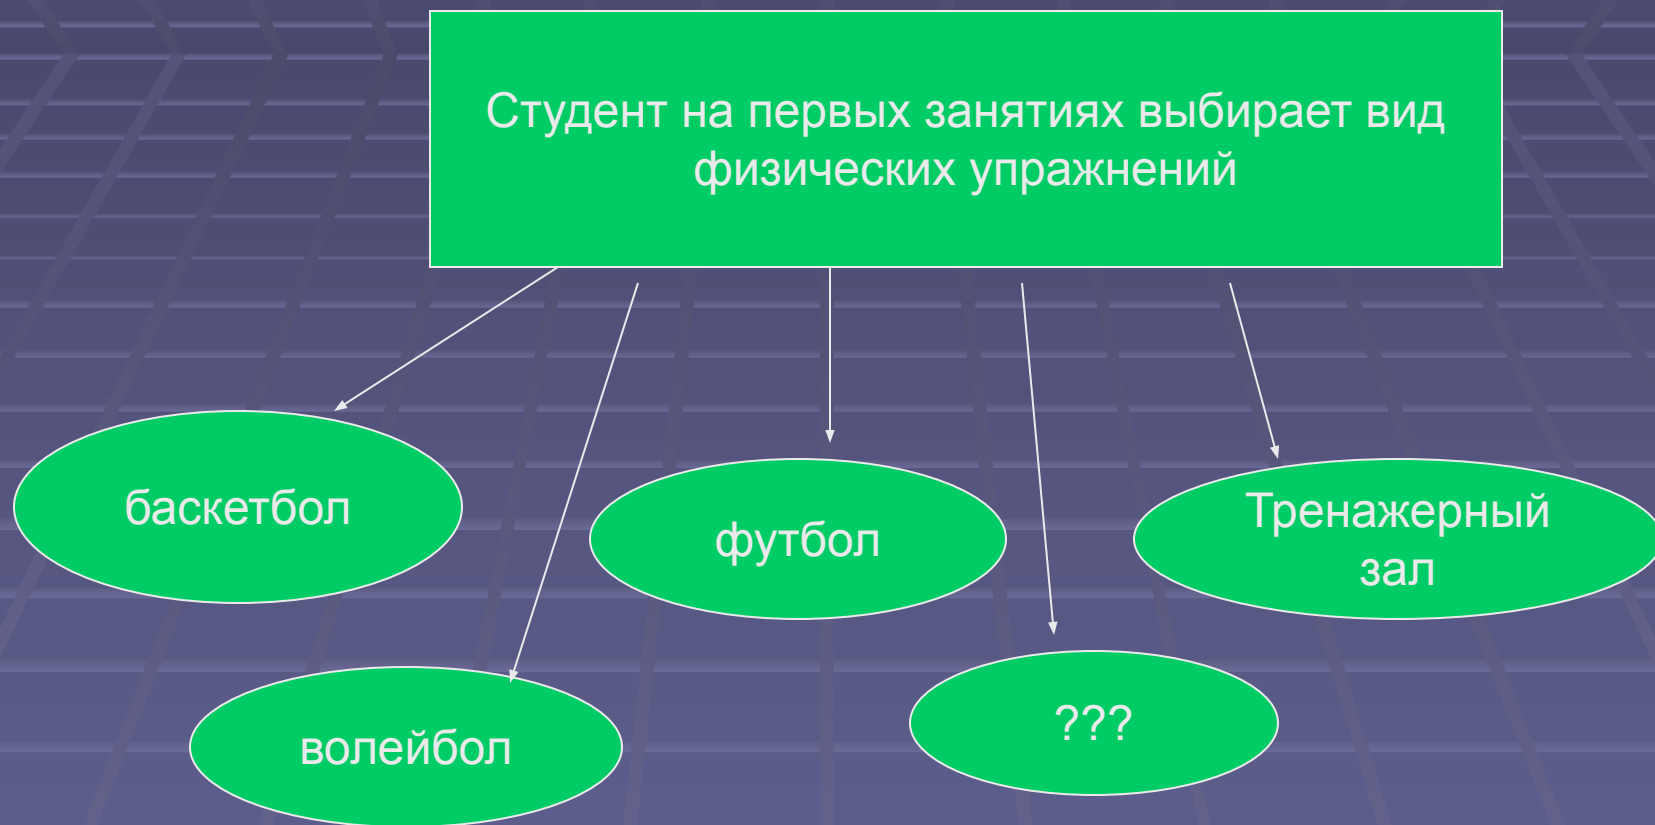 Студент на первых занятиях выбирает вид
физических упражнений
баскетбол
футбол
Тренажерный
зал
волейбол
???